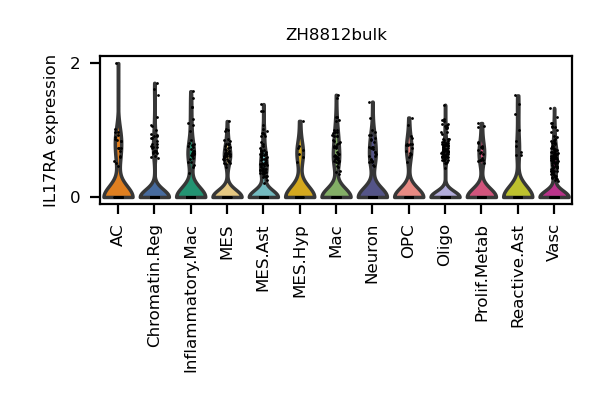 ZH8812bulk
IL17RA expression
2
0
AC
Chromatin.Reg
Inflammatory.Mac
MES
MES.Ast
MES.Hyp
Mac
Neuron
OPC
Oligo
Prolif.Metab
Reactive.Ast
Vasc